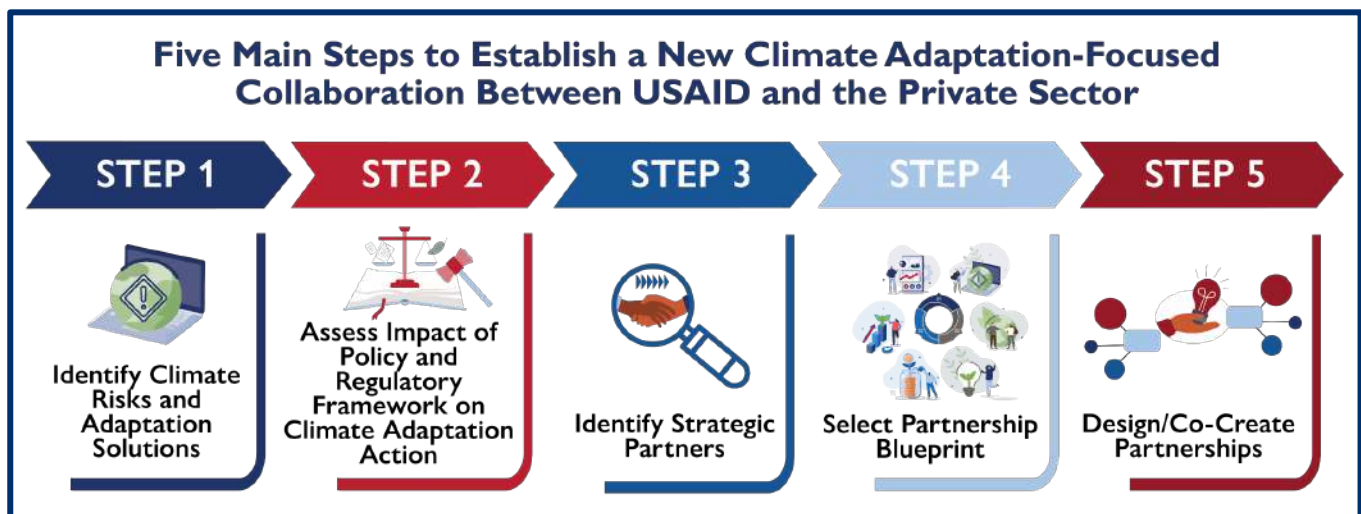 Five Main Steps to Establish a New Climate Adaptation-Focused
Collaboration Between USAID and the Private Sector
STEP 1
STEP 2
STEP 3
STEP 4
STEP 5
Identify Climate
Risks and
Adaptation
Solutions
Assess Impact of
Policy and
Regulatory
Framework on
Climate Adaptation
Action
Identify Strategic
Partners
Select Partnership
Blueprint
Design/Co-Create
Partnerships